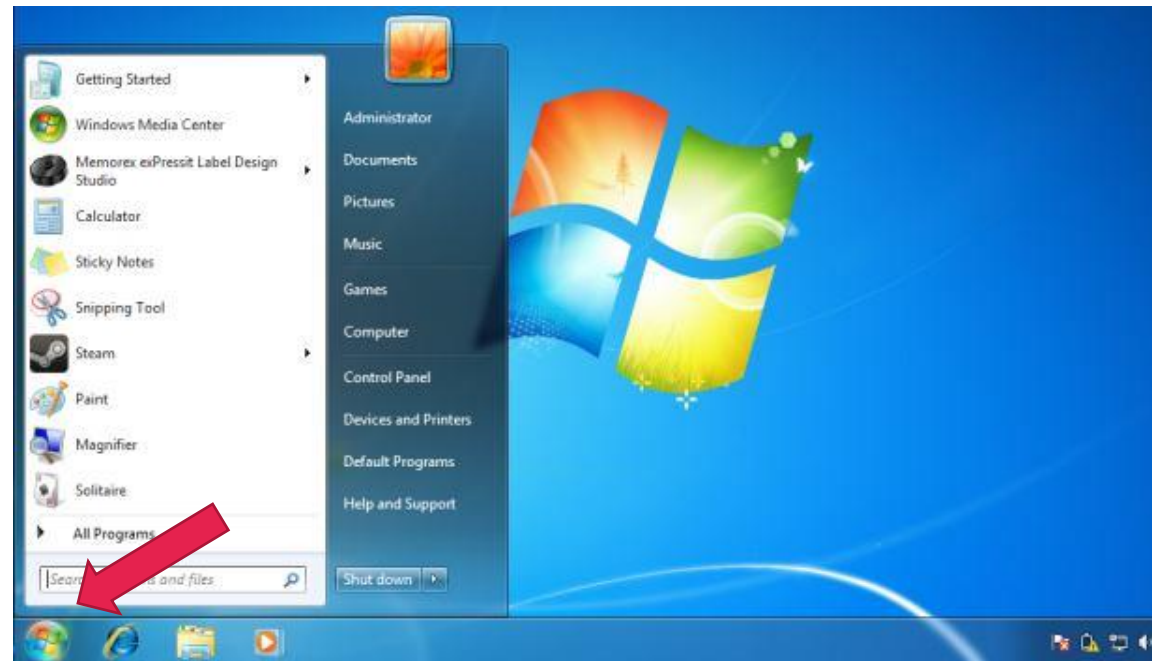 Getting Started
Windows Media Center
Memorex exPressit Label Design
Studio
Calculator
Sticky Notes
Snipping Tool
Steam
Paint
Magnifier
Solitaire
All Programs
and files
Administrator
Documents
Pictures
Music
Games
Computer
Control Panel
Devices and Printers
Default Programs
Help and Support
Shut down